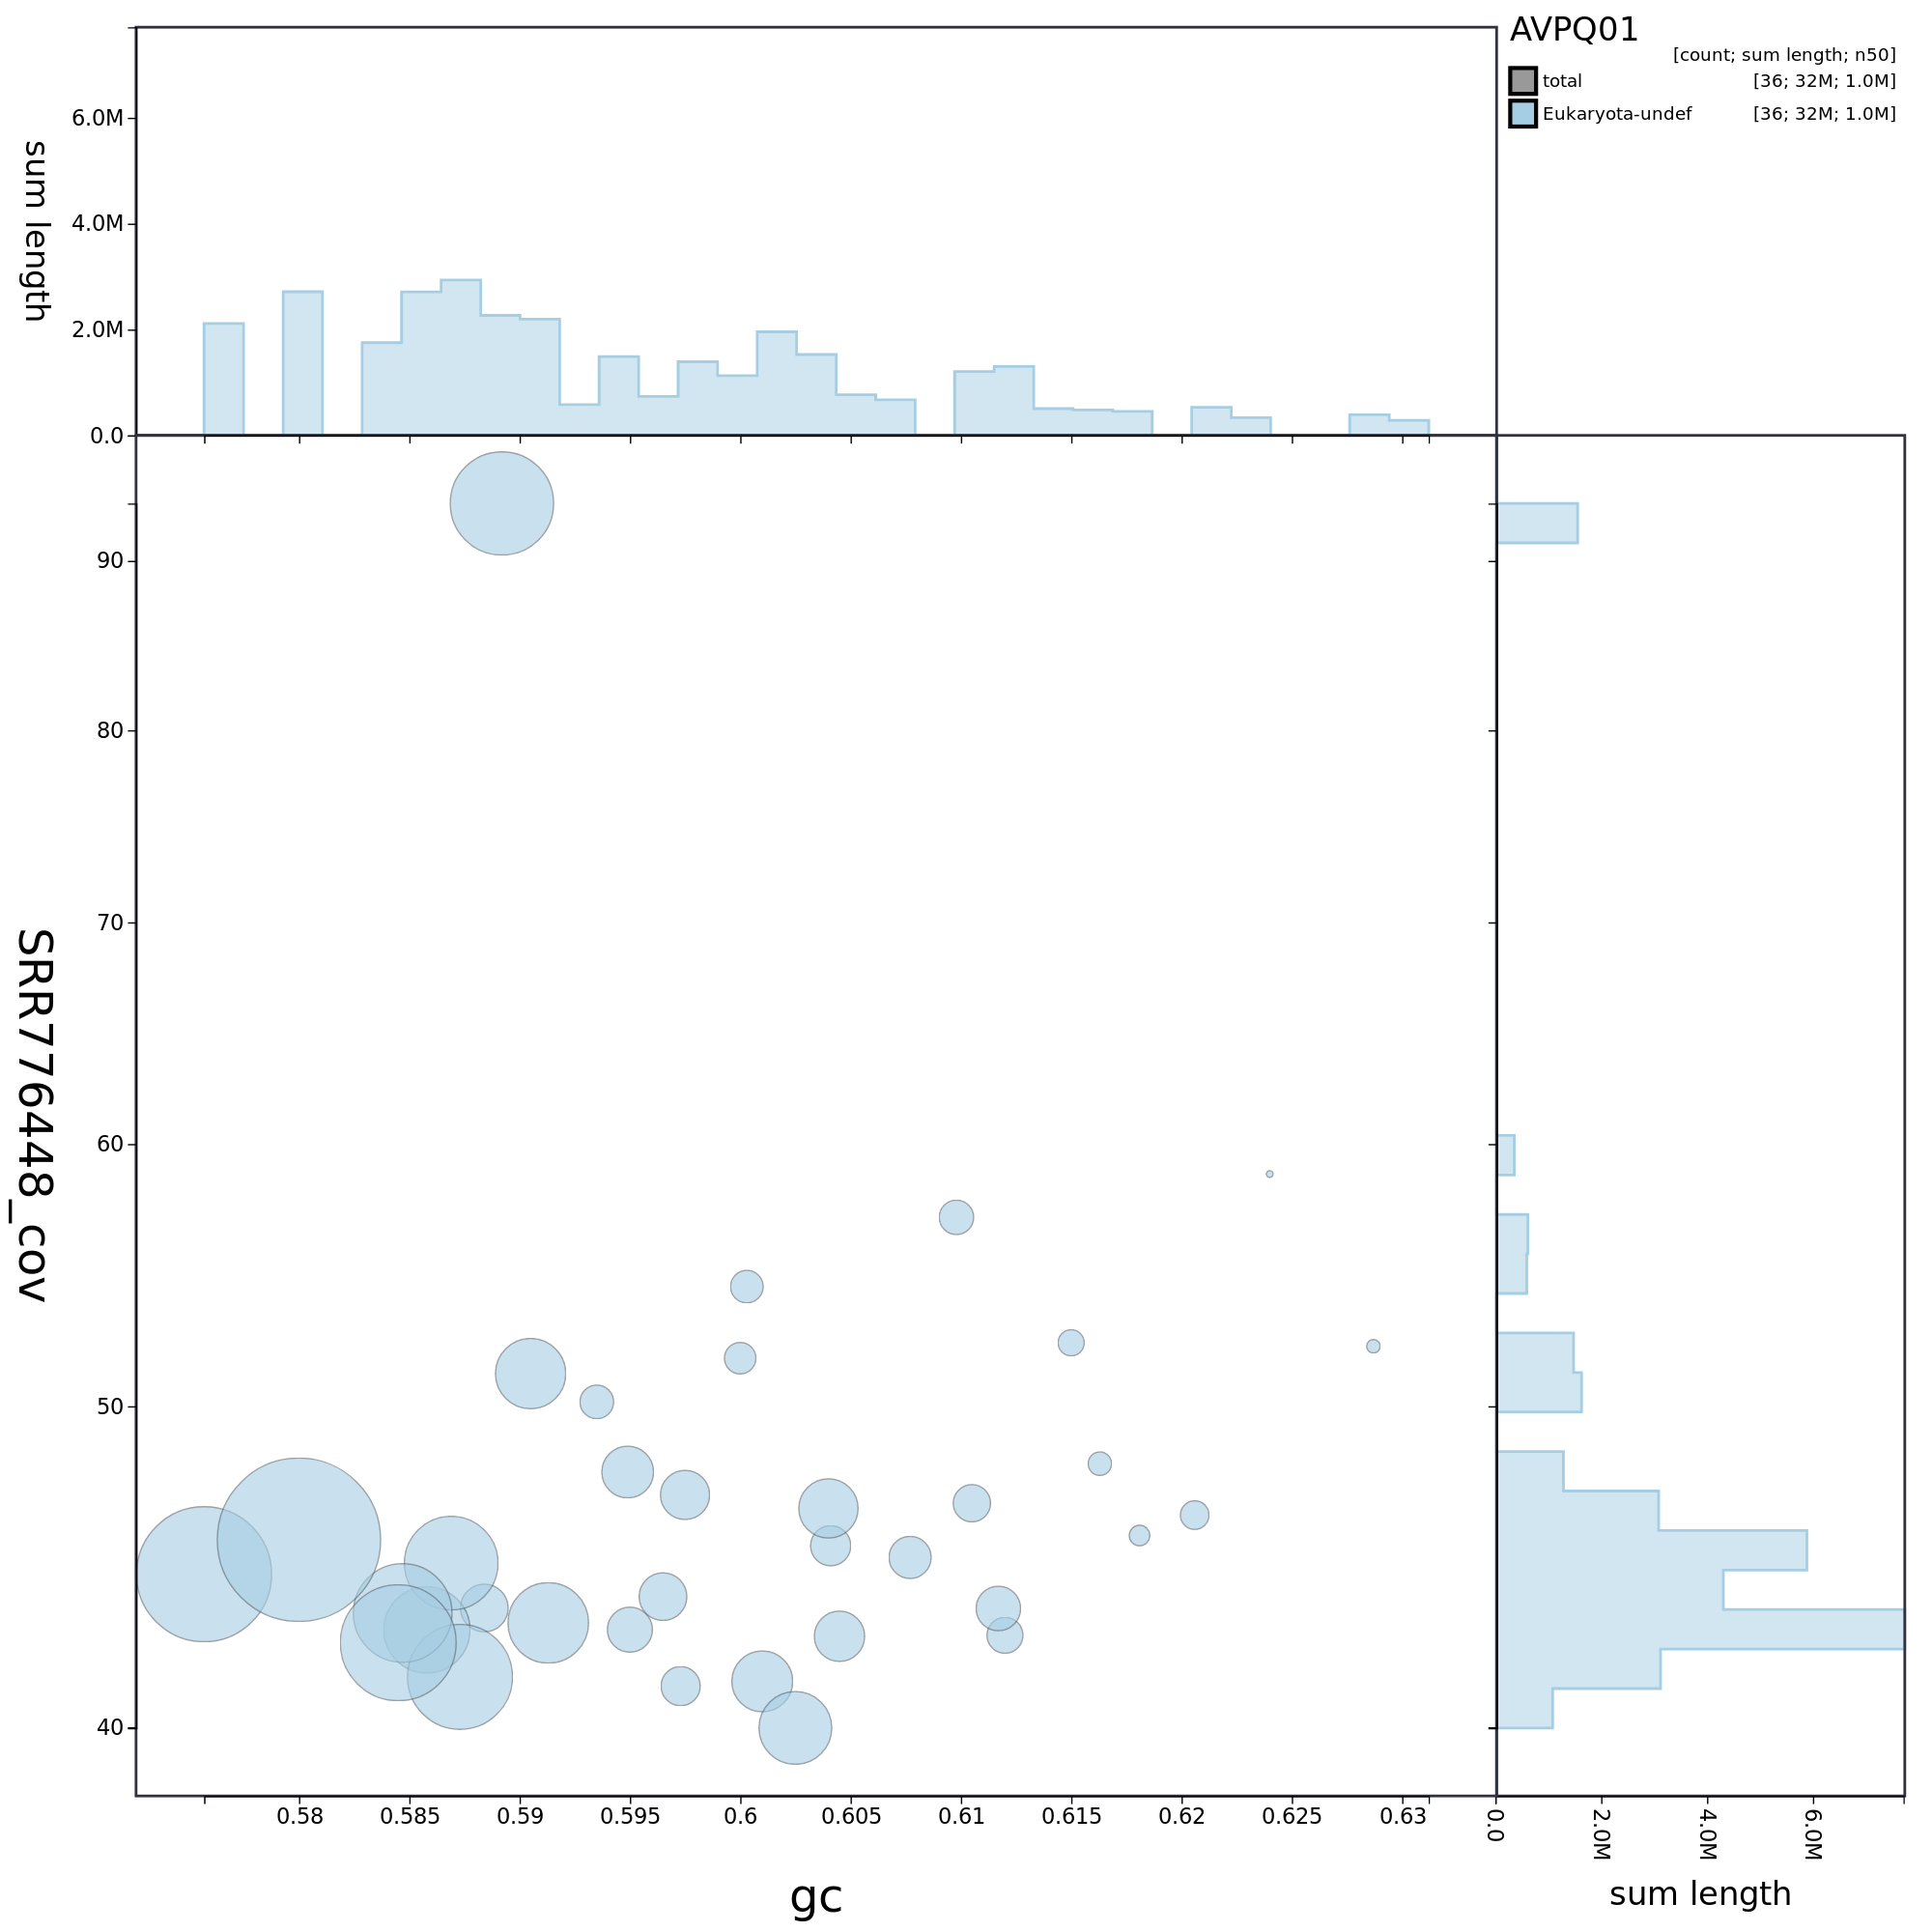 AVPQ01
[count; sum length; n50]
total [36; 32M; 1.0M]
Eukaryota-undef [36; 32M; 1.0M]
sum length
6.0M
4.0M
2.0M
0.0
SRR776448_cov
90
80
70
60
50
40
0.58 0.585 0.59 0.595 0.6 0.605 0.61 0.615 0.62 0.625 0.63
gc
0.0 2.0M 4.0M 6.0M
sum length